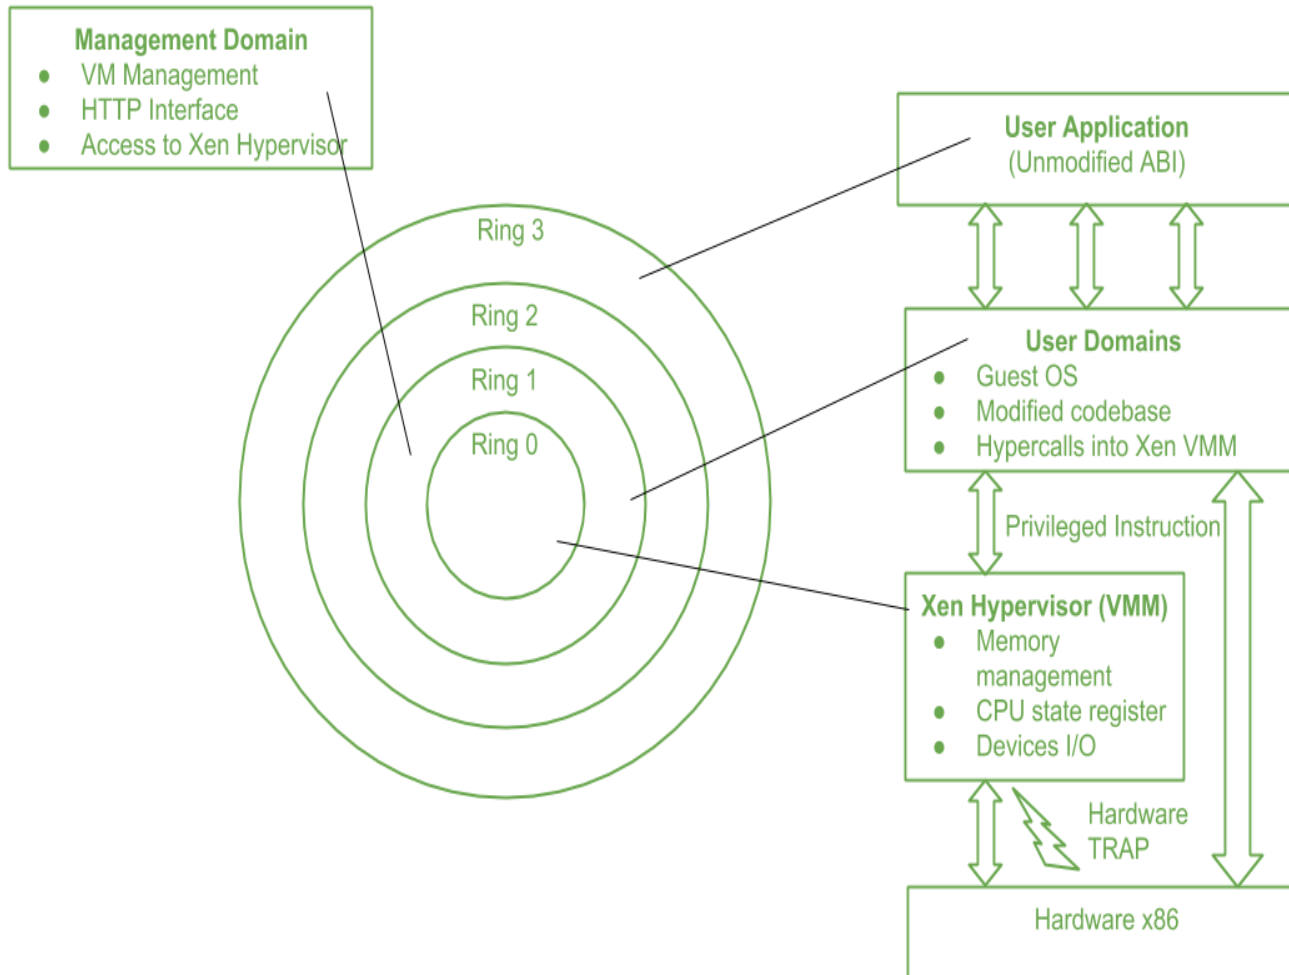 Management Domain
● VM Management
● HTTP Interface
● Access to Xen Hypervisor
User Application
(Unmodified ABI)
Ring 3
Ring 2
Ring 1
Ring 0
User Domains
● Guest OS
● Modified codebase
● Hypercalls into Xen VMM
Privileged Instruction
Xen Hypervisor (VMM)
● Memory
management
● CPU state register
● Devices I/O
Hardware
TRAP
Hardware x86